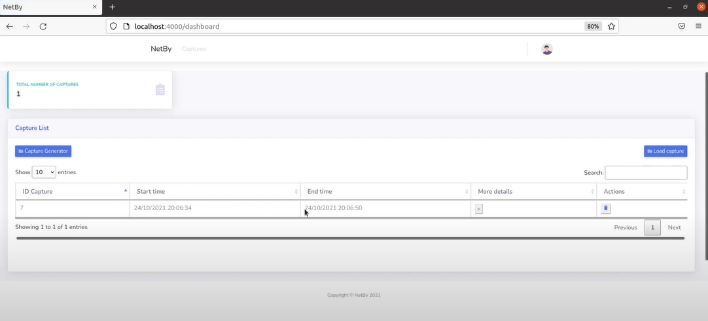 NetBy
localhost:4000/dashboard
80%
NetBy Captures
TOTAL NUMBER OF CAPTURES
1
Capture List
Capture Generator
Load capture
Show 10 entries
Search:
ID Capture Start time End time More details Actions
7 24/10/2021 20:06:34 24/10/2021 20:06:50
Showing 1 to 1 of 1 entries
Previous 1 Next
Copyright © NetBy 2021